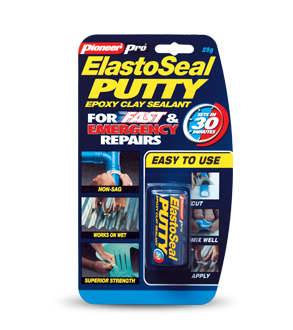 Pioneer Pro
25g
ElastoSeal
PUTTY
EPOXY CLAY SEALANT
FOR FAST &
EMERGENCY
REPAIRS
SETS IN
30
MINUTES
EASY TO USE
NON-SAG
WORKS ON WET
SUPERIOR STRENGTH
ElastoSeal
PUTTY
CUT
MIX WELL
APPLY